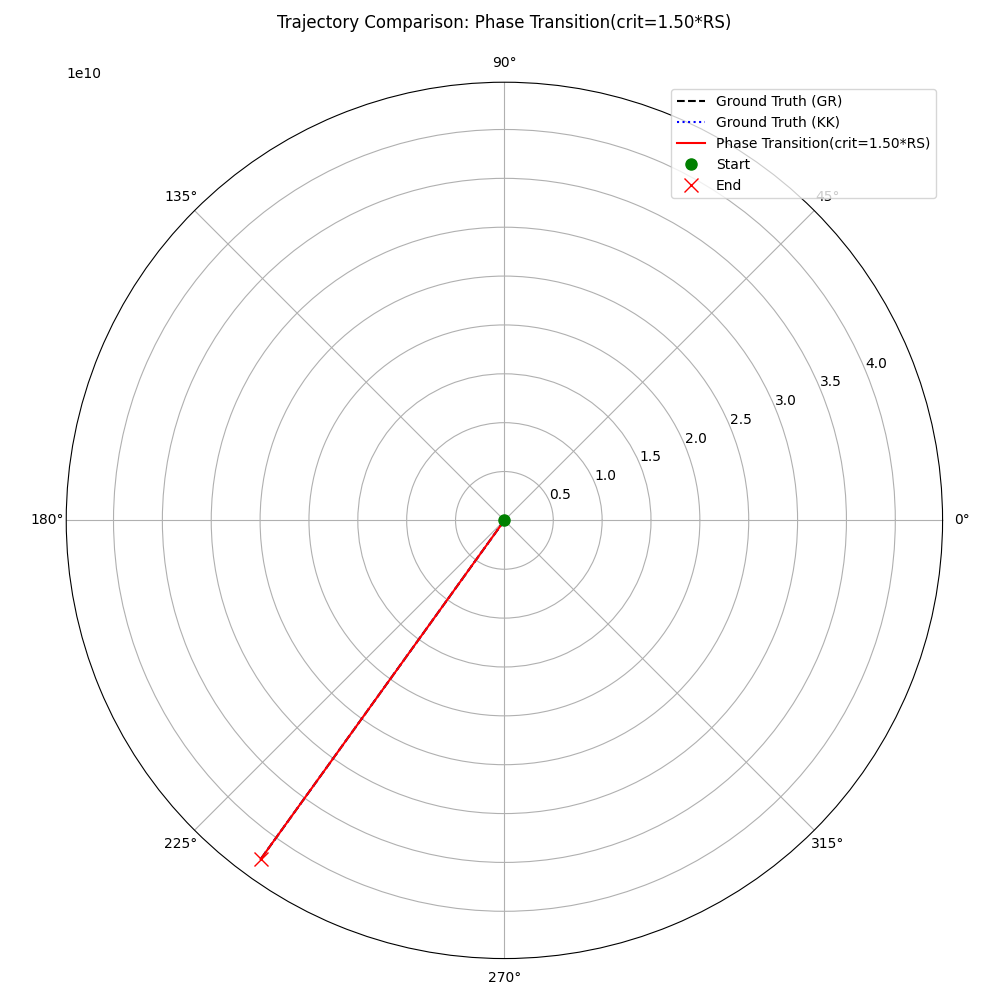 Trajectory Comparison: Phase Transition(crit=1.50*RS)
1e10
90°
Ground Truth (GR)
Ground Truth (KK)
Phase Transition(crit=1.50*RS)
Start
End
135°
45°
4.0
3.5
3.0
2.5
2.0
1.5
1.0
0.5
180°
0°
225°
315°
270°